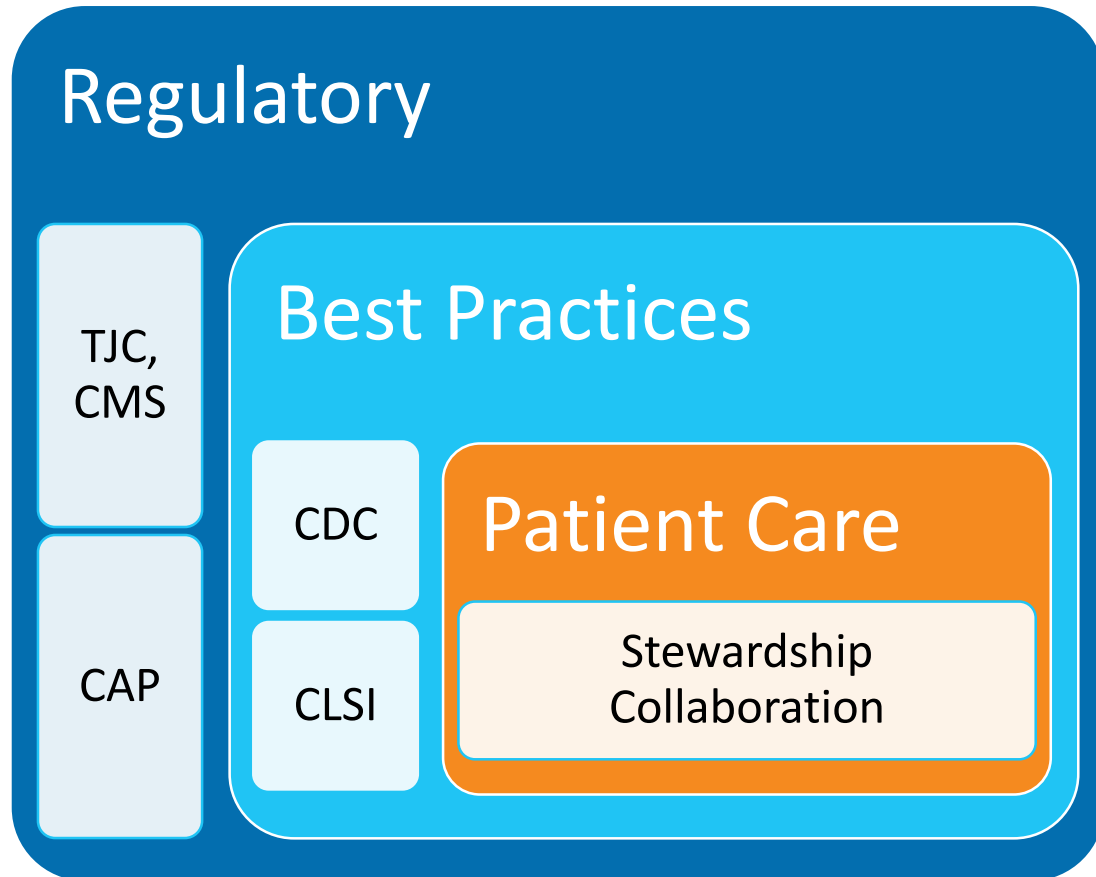 Regulatory
TJC,
CMS
CAP
Best Practices
CDC
CLSI
Patient Care
Stewardship
Collaboration